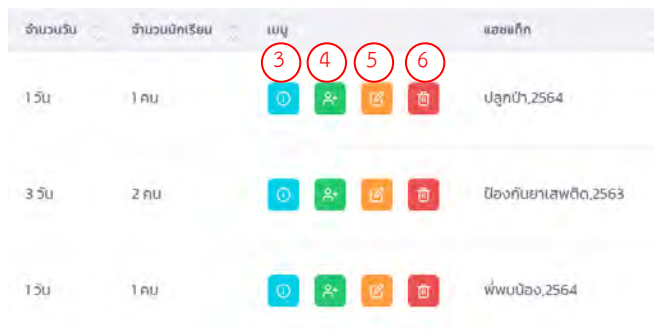 จำนวนวัน จำนวนนักเรียน เมนู แฮชแท็ก
3 4 5 6
1 วัน 1 คน ปลูกป่า,2564
3 วัน 2 คน ป้องกันยาเสพติด,2563
1 วัน 1 คน พี่พบน้อง,2564